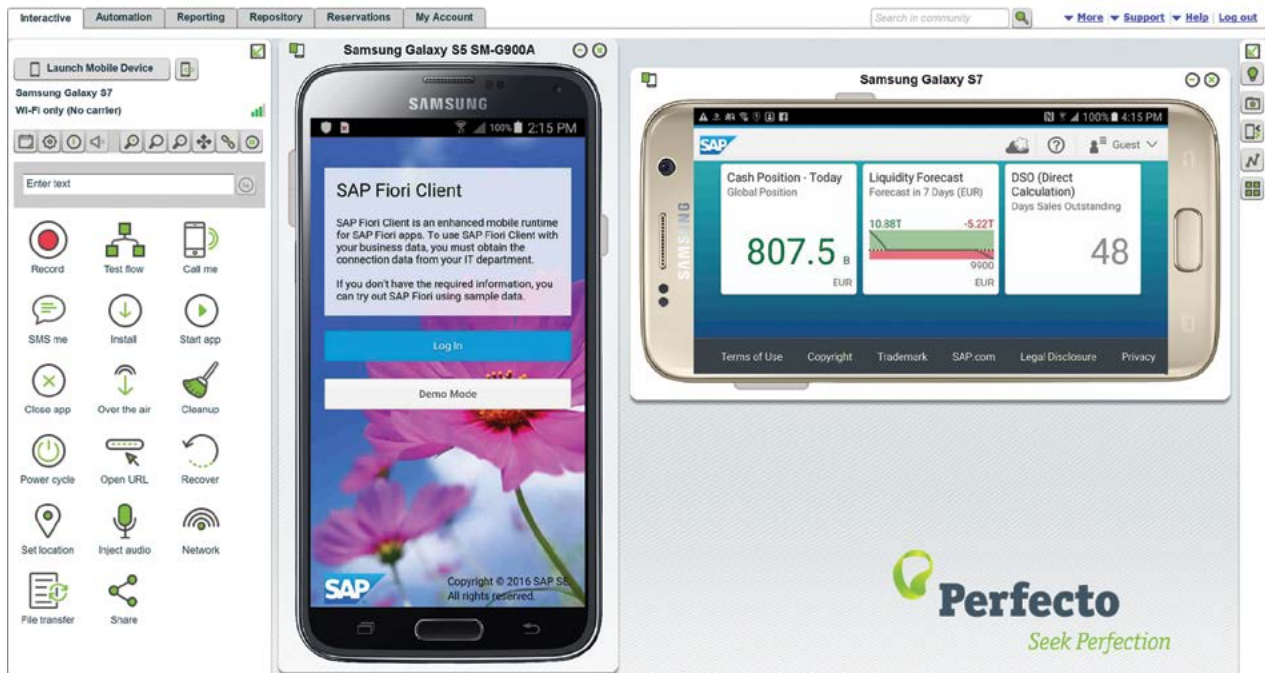 Interactive
Automation
Reporting
Repository
Reservations
My Account
Search in community
More
Support
Help
Log out
Launch Mobile Device
Samsung Galaxy S7
Wi-Fi only (No carrier)
Enter text
Record
Test flow
Call me
SMS me
Install
Start app
Close app
Over the air
Cleanup
Power cycle
Open URL
Recover
Set location
Inject audio
Network
File transfer
Share
Samsung Galaxy S5 SM-G900A
SAMSUNG
100% 2:15 PM
SAP Fiori Client
SAP Fiori Client is an enhanced mobile runtime
for SAP Fiori apps. To use SAP Fiori Client with
your business data, you must obtain the
connection data from your IT department.
If you don't have the required information, you
can try out SAP Fiori using sample data.
Log In
Demo Mode
SAP
Copyright © 2016 SAP SE.
All rights reserved.
Samsung Galaxy S7
SAMSUNG
100% 4:15 PM
SAP
Guest
Cash Position - Today
Global Position
807.5 B
EUR
Liquidity Forecast
Forecast in 7 Days (EUR)
10.88T -5.22T
9900
EUR
DSO (Direct
Calculation)
Days Sales Outstanding
48
Terms of Use Copyright Trademark SAP.com Legal Disclosure Privacy
Perfecto
Seek Perfection